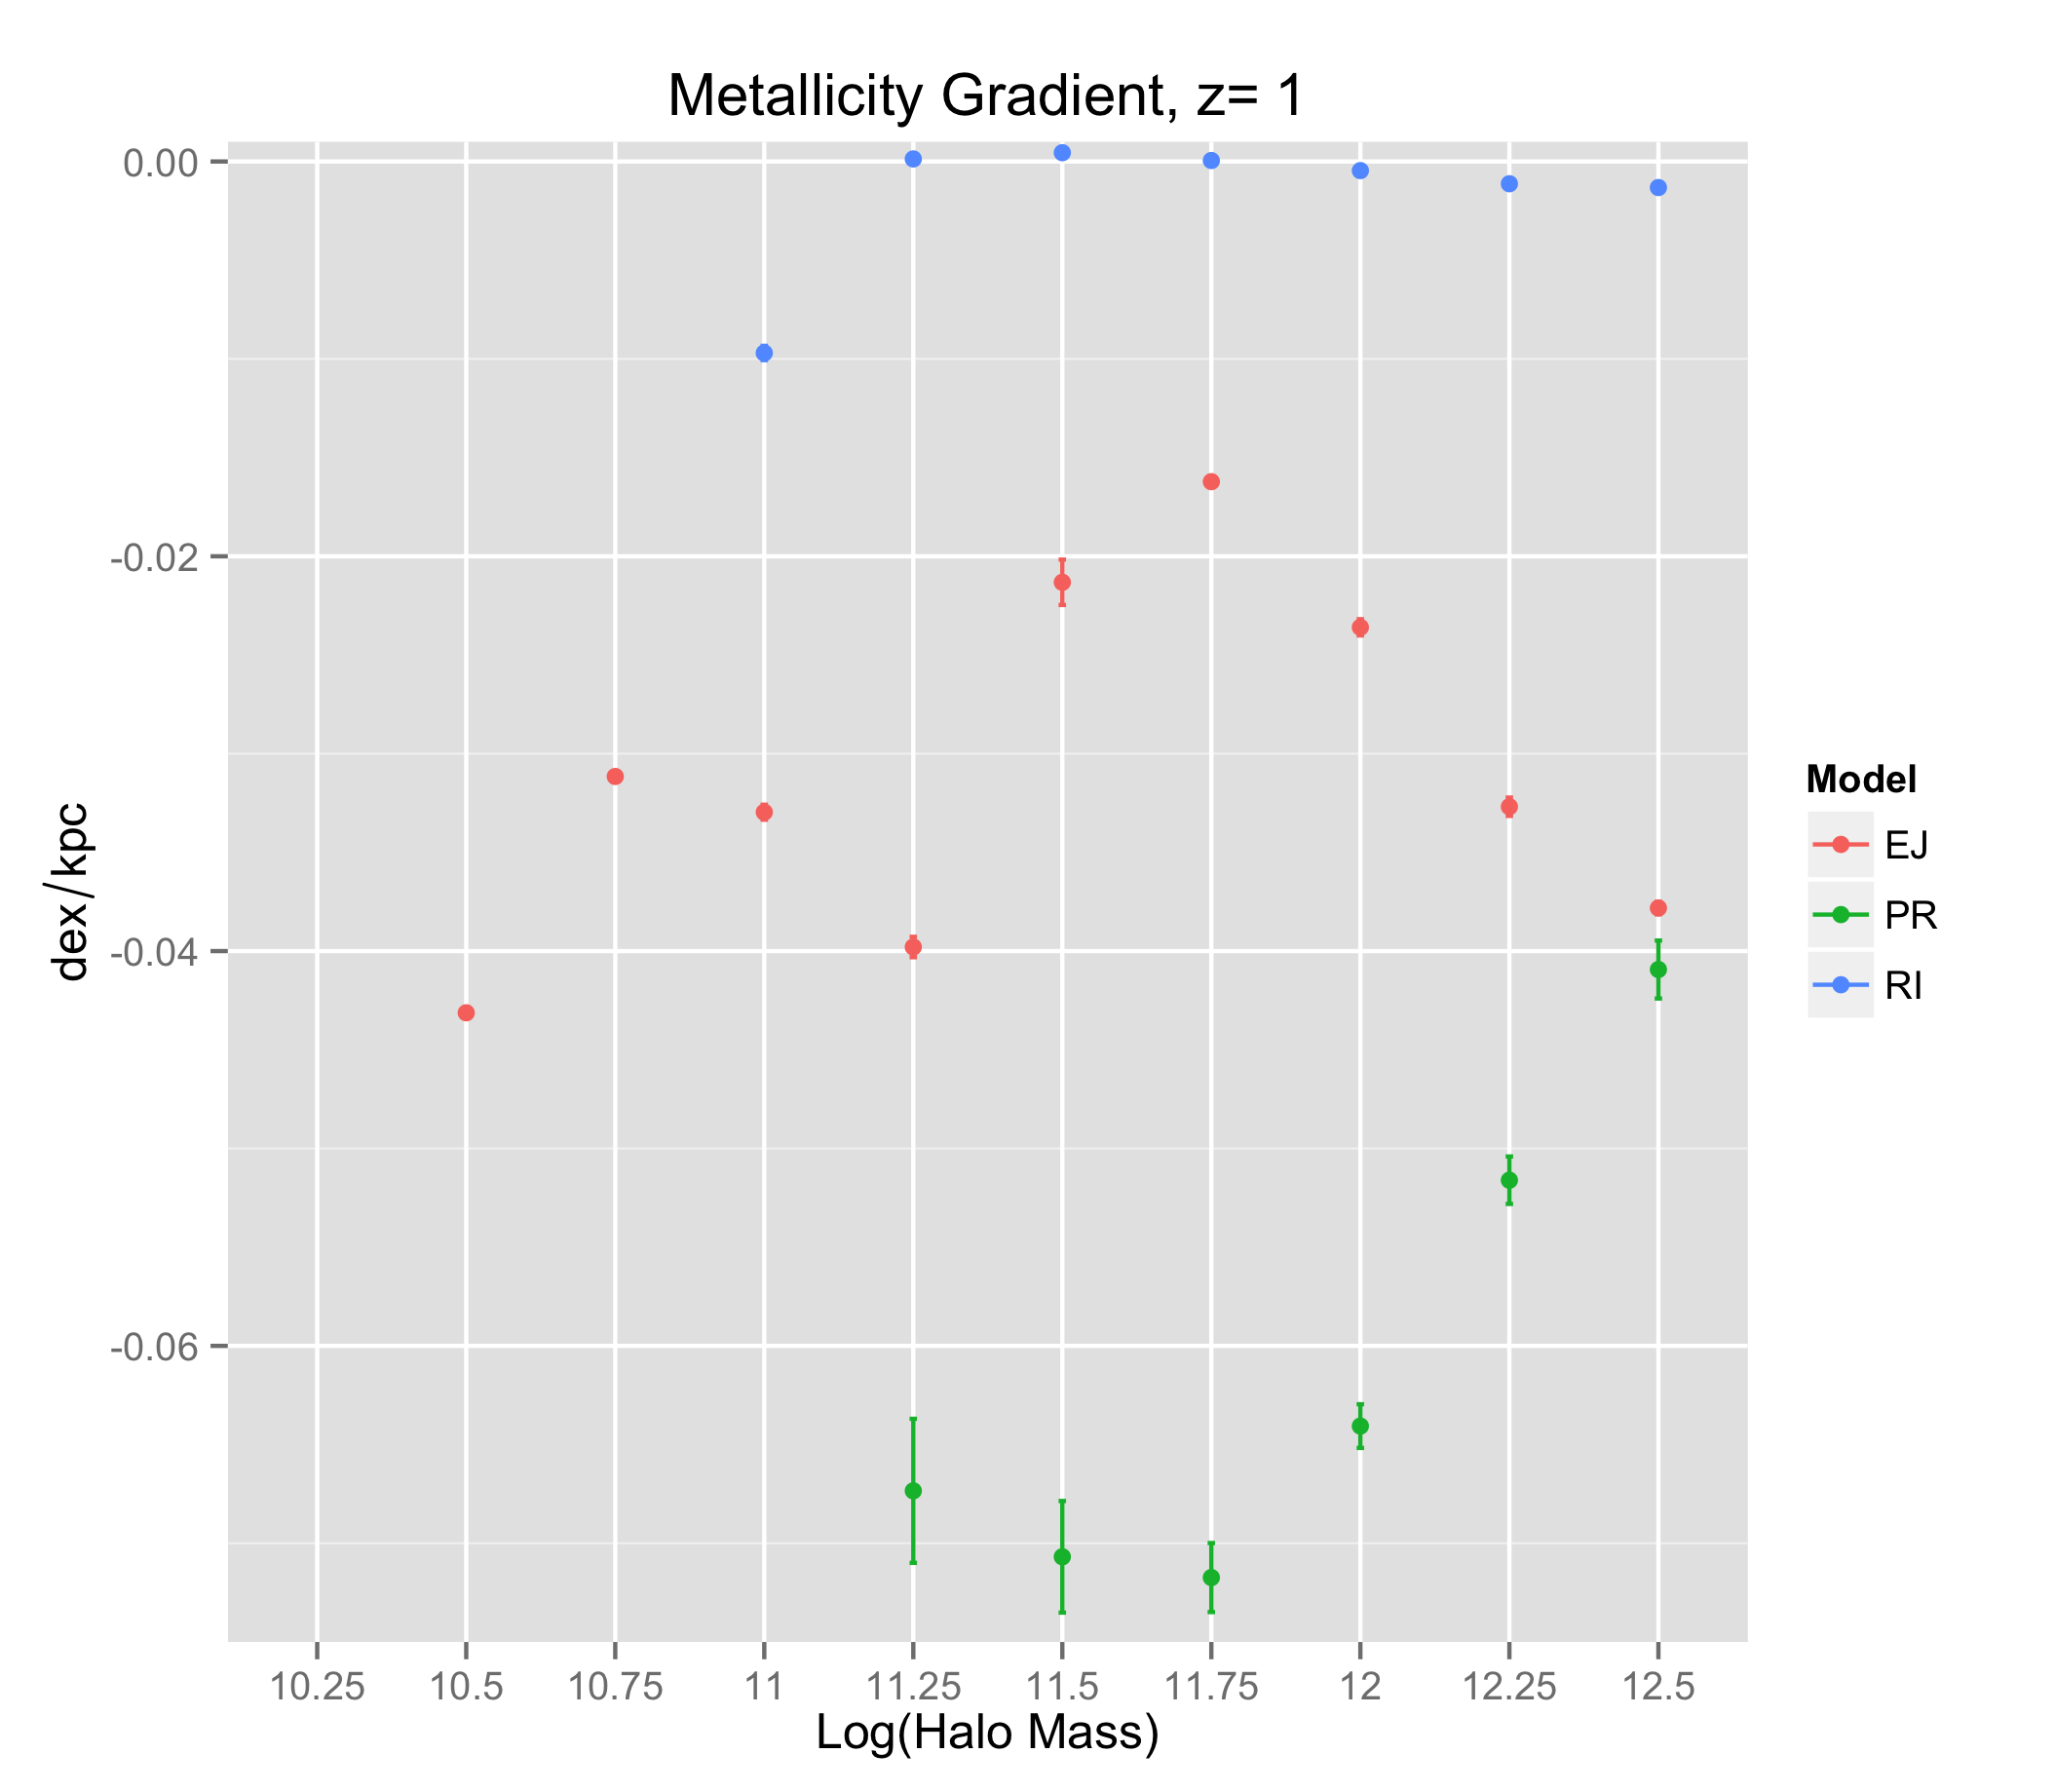 Metallicity Gradient, z= 1
0.00
-0.02
-0.04
-0.06
dex/kpc
10.25 10.5 10.75 11 11.25 11.5 11.75 12 12.25 12.5
Log(Halo Mass)
Model
EJ
PR
RI